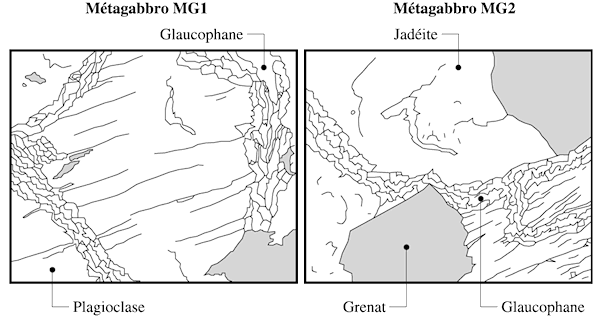 Métagabbro MG1
Métagabbro MG2
Glaucophane
Jadéite
Plagioclase
Grenat
Glaucophane